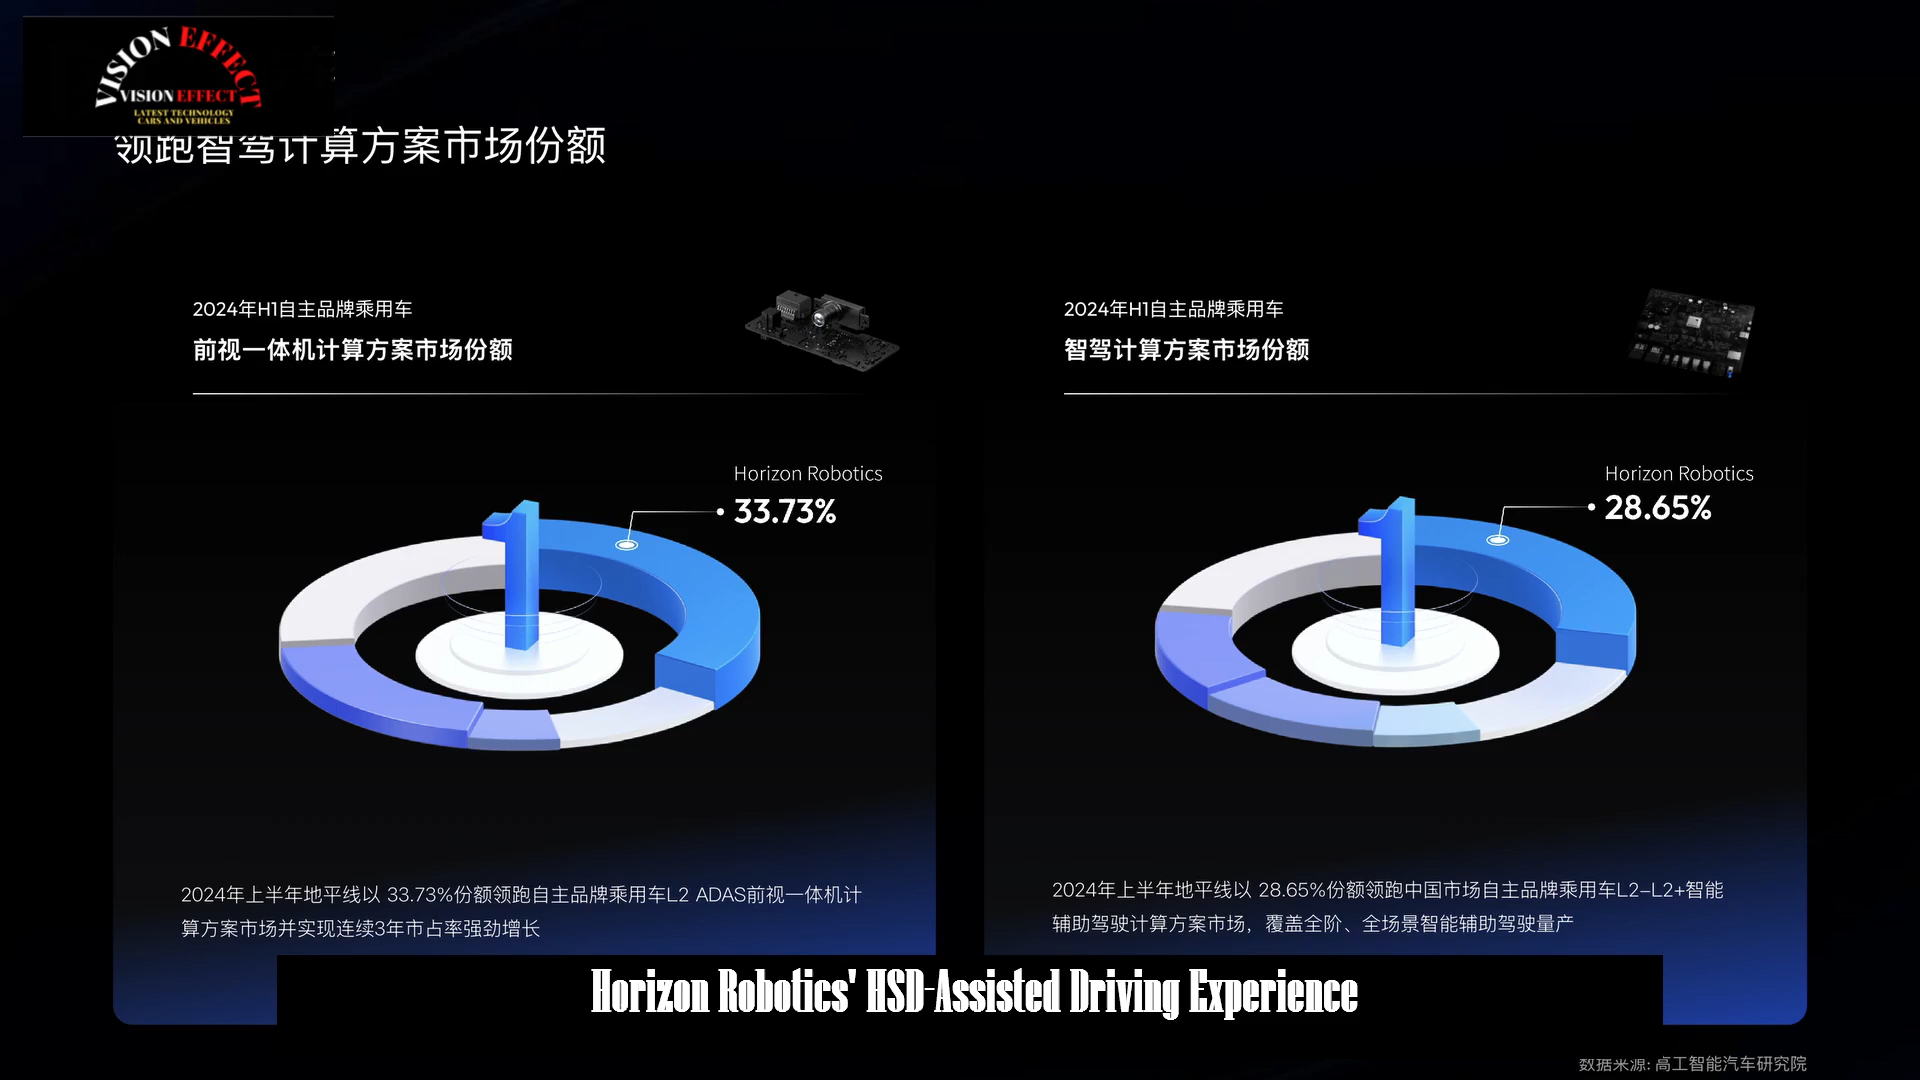 VISION EFFECT
VISION EFFECT
LATEST TECHNOLOGY
CARS AND VEHICLES
领跑智驾计算方案市场份额
2024年H1自主品牌乘用车
前视一体机计算方案市场份额
Horizon Robotics
33.73%
1
2024年上半年地平线以 33.73%份额领跑自主品牌乘用车L2 ADAS前视一体机计
算方案市场并实现连续3年市占率强劲增长
2024年H1自主品牌乘用车
智驾计算方案市场份额
Horizon Robotics
28.65%
1
2024年上半年地平线以 28.65%份额领跑中国市场自主品牌乘用车L2-L2+智能
辅助驾驶计算方案市场，覆盖全阶、全场景智能辅助驾驶量产
Horizon Robotics' HSD-Assisted Driving Experience
数据来源: 高工智能汽车研究院